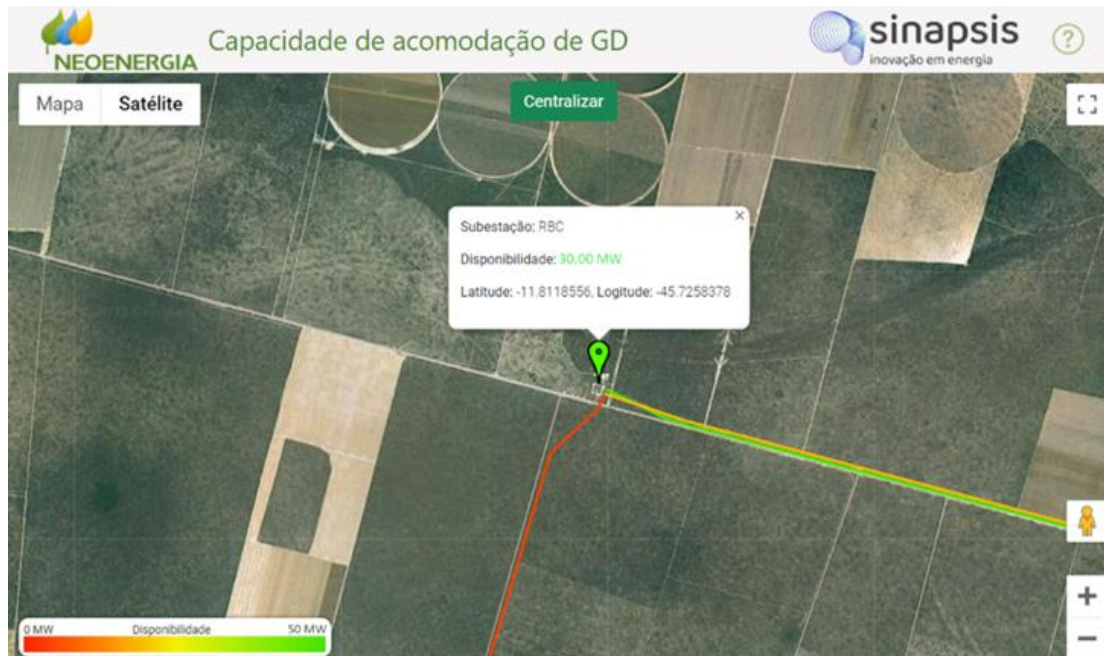 NEOENERGIA
Capacidade de acomodação de GD
sinapsis
inovação em energia
?
Mapa
Satélite
Centralizar
×
Subestação: RBC
Disponibilidade: 30,00 MW
Latitude: -11.8118556, Logitude: -45.7258378
+
−
0 MW Disponibilidade 50 MW